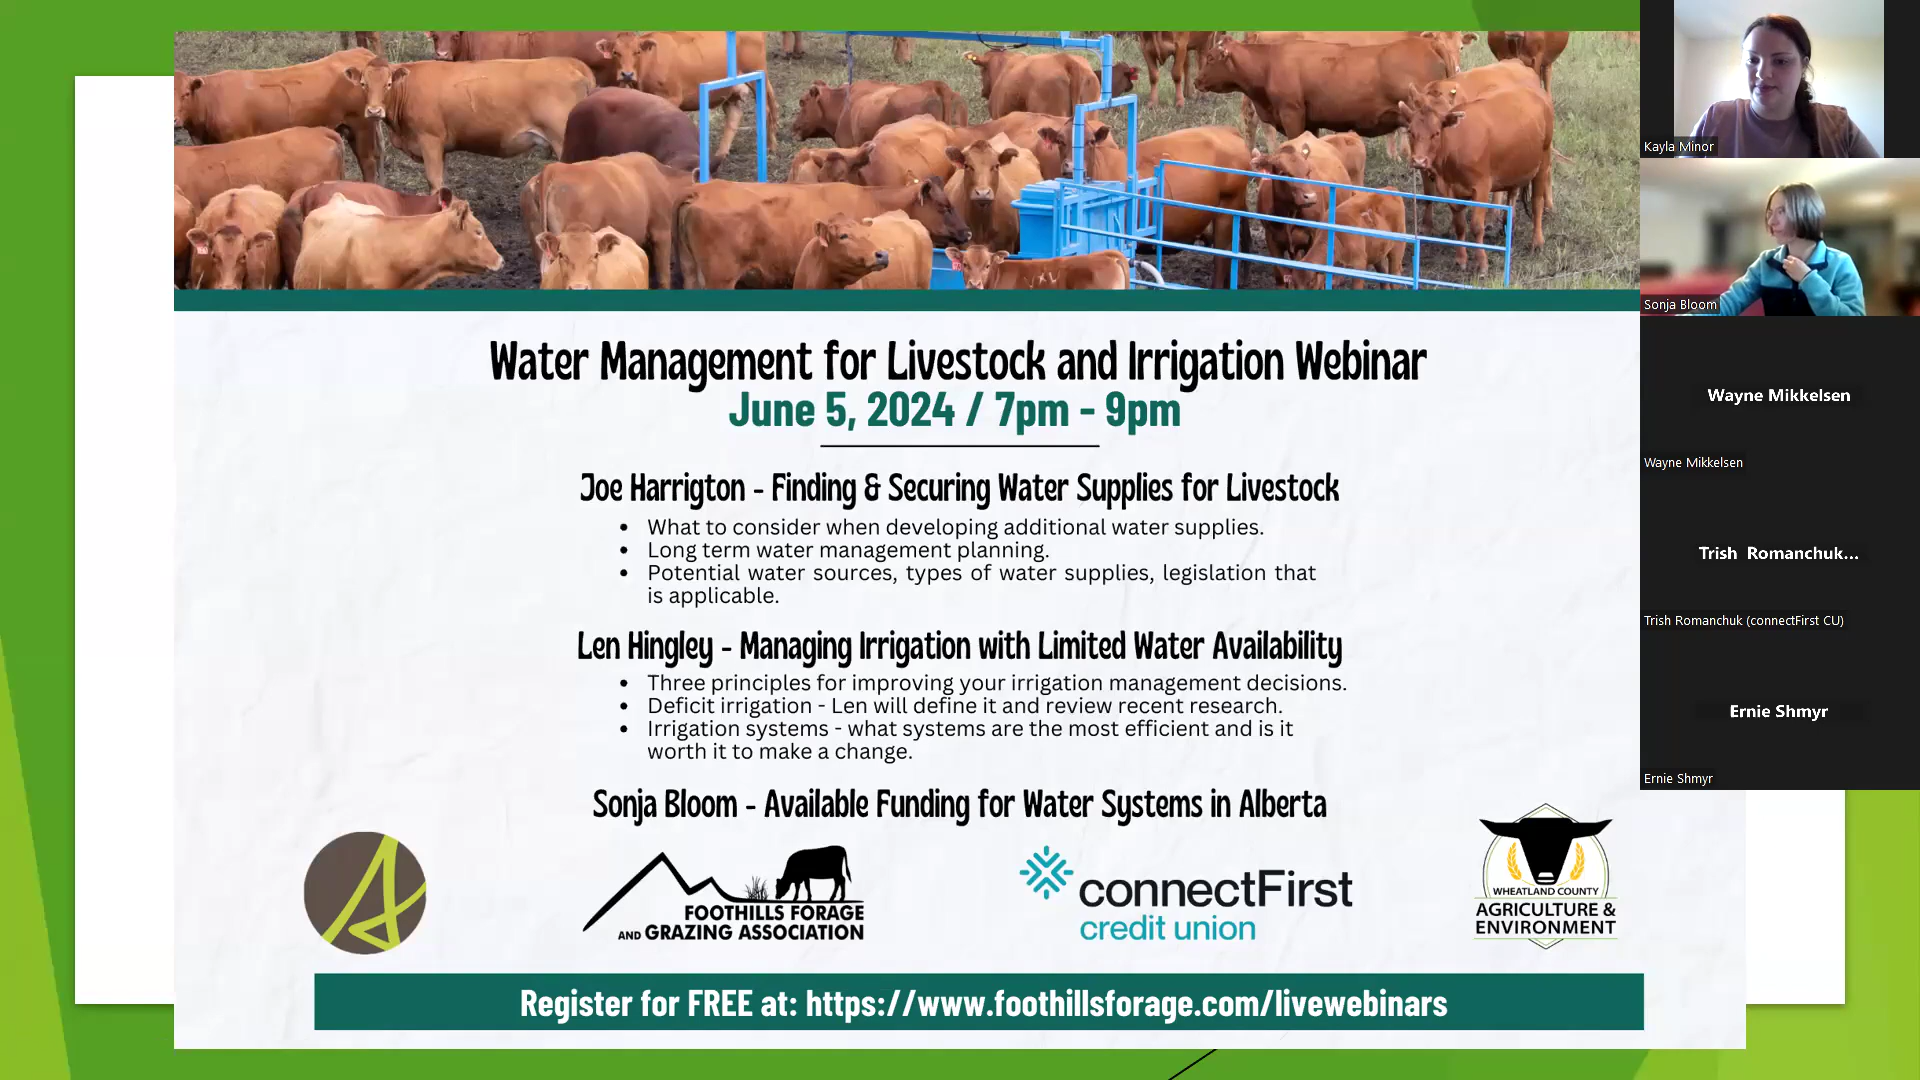 Water Management for Livestock and Irrigation Webinar
June 5, 2024 / 7pm - 9pm
Joe Harrigton - Finding & Securing Water Supplies for Livestock
• What to consider when developing additional water supplies.
• Long term water management planning.
• Potential water sources, types of water supplies, legislation that
is applicable.
Len Hingley - Managing Irrigation with Limited Water Availability
• Three principles for improving your irrigation management decisions.
• Deficit irrigation - Len will define it and review recent research.
• Irrigation systems - what systems are the most efficient and is it
worth it to make a change.
Sonja Bloom - Available Funding for Water Systems in Alberta
FOOTHILLS FORAGE
AND GRAZING ASSOCIATION
connectFirst
credit union
WHEATLAND COUNTY
AGRICULTURE &
ENVIRONMENT
Register for FREE at: https://www.foothillsforage.com/livewebinars
Kayla Minor
Sonja Bloom
Wayne Mikkelsen
Wayne Mikkelsen
Trish Romanchuk...
Trish Romanchuk (connectFirst CU)
Ernie Shmyr
Ernie Shmyr